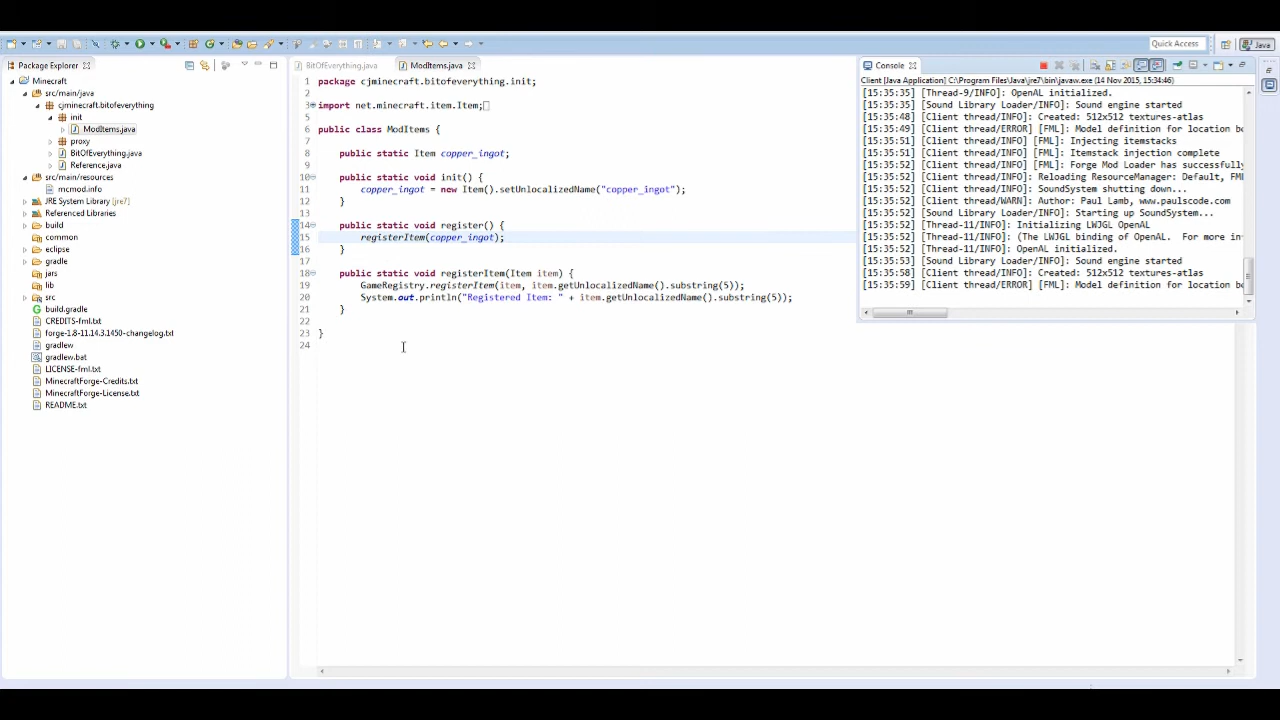 Quick Access
Java
Package Explorer
Minecraft
src/main/java
cjminecraft.bitofeverything
init
ModItems.java
proxy
BitOfEverything.java
Reference.java
src/main/resources
mcmod.info
JRE System Library [jre7]
Referenced Libraries
build
common
eclipse
gradle
jars
lib
src
build.gradle
CREDITS-fml.txt
forge-1.8-11.14.3.1450-changelog.txt
gradlew
gradlew.bat
LICENSE-fml.txt
MinecraftForge-Credits.txt
MinecraftForge-License.txt
README.txt
BitOfEverything.java
ModItems.java
1 package cjminecraft.bitofeverything.init;
2
3 import net.minecraft.item.Item;
5
6 public class ModItems {
7
8 public static Item copper_ingot;
9
10 public static void init() {
11 copper_ingot = new Item().setUnlocalizedName("copper_ingot");
12 }
13
14 public static void register() {
15 registerItem(copper_ingot);
16 }
17
18 public static void registerItem(Item item) {
19 GameRegistry.registerItem(item, item.getUnlocalizedName().substring(5));
20 System.out.println("Registered Item: " + item.getUnlocalizedName().substring(5));
21 }
22
23 }
24
Console
Client [Java Application] C:\Program Files\Java\jre7\bin\javaw.exe (14 Nov 2015, 15:34:46)
[15:35:35] [Thread-9/INFO]: OpenAL initialized.
[15:35:35] [Sound Library Loader/INFO]: Sound engine started
[15:35:48] [Client thread/INFO]: Created: 512x512 textures-atlas
[15:35:49] [Client thread/ERROR] [FML]: Model definition for location bo
[15:35:51] [Client thread/INFO] [FML]: Injecting itemstacks
[15:35:51] [Client thread/INFO] [FML]: Itemstack injection complete
[15:35:52] [Client thread/INFO] [FML]: Forge Mod Loader has successfully
[15:35:52] [Client thread/INFO]: Reloading ResourceManager: Default, FML
[15:35:52] [Client thread/INFO]: SoundSystem shutting down...
[15:35:52] [Client thread/WARN]: Author: Paul Lamb, www.paulscode.com
[15:35:52] [Sound Library Loader/INFO]: Starting up SoundSystem...
[15:35:52] [Thread-11/INFO]: Initializing LWJGL OpenAL
[15:35:52] [Thread-11/INFO]: (The LWJGL binding of OpenAL. For more in
[15:35:52] [Thread-11/INFO]: OpenAL initialized.
[15:35:53] [Sound Library Loader/INFO]: Sound engine started
[15:35:58] [Client thread/INFO]: Created: 512x512 textures-atlas
[15:35:59] [Client thread/ERROR] [FML]: Model definition for location bo